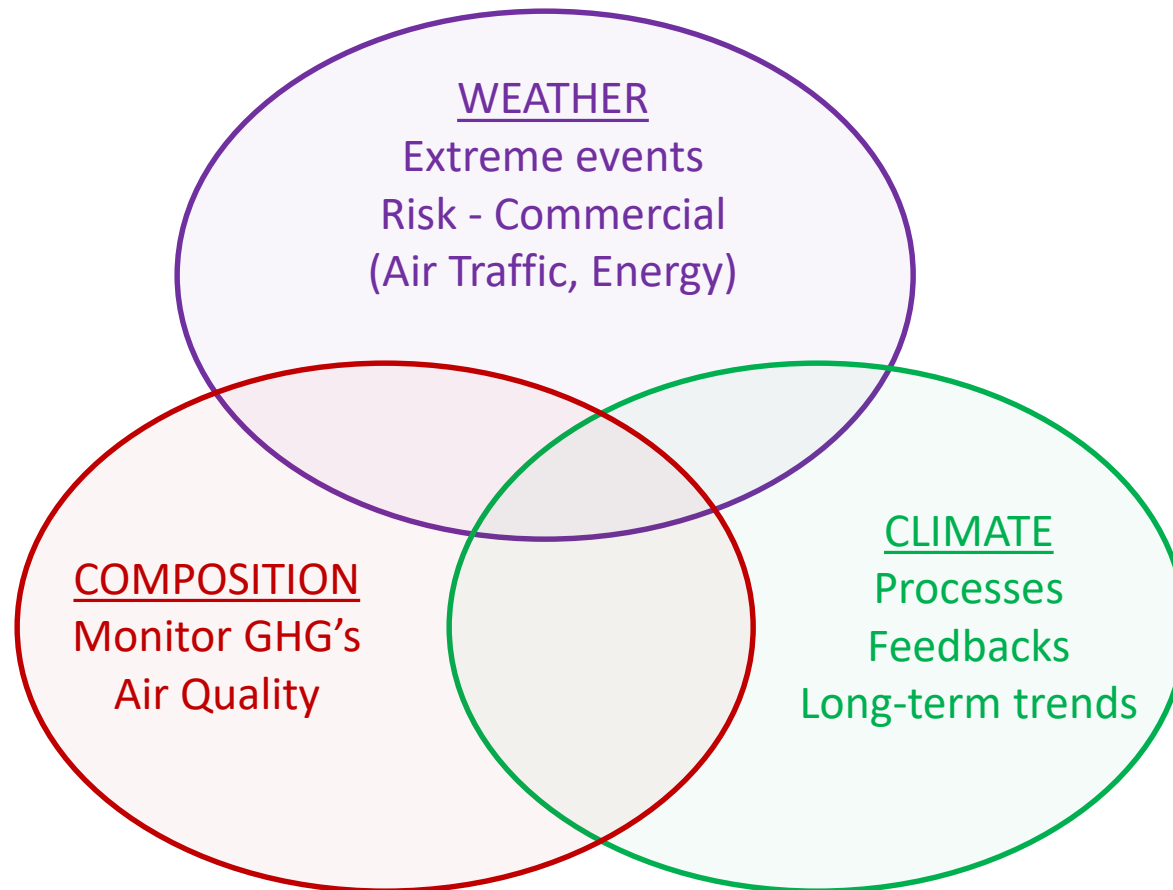 WEATHER
Extreme events
Risk - Commercial
(Air Traffic, Energy)
COMPOSITION
Monitor GHG’s
Air Quality
CLIMATE
Processes
Feedbacks
Long-term trends